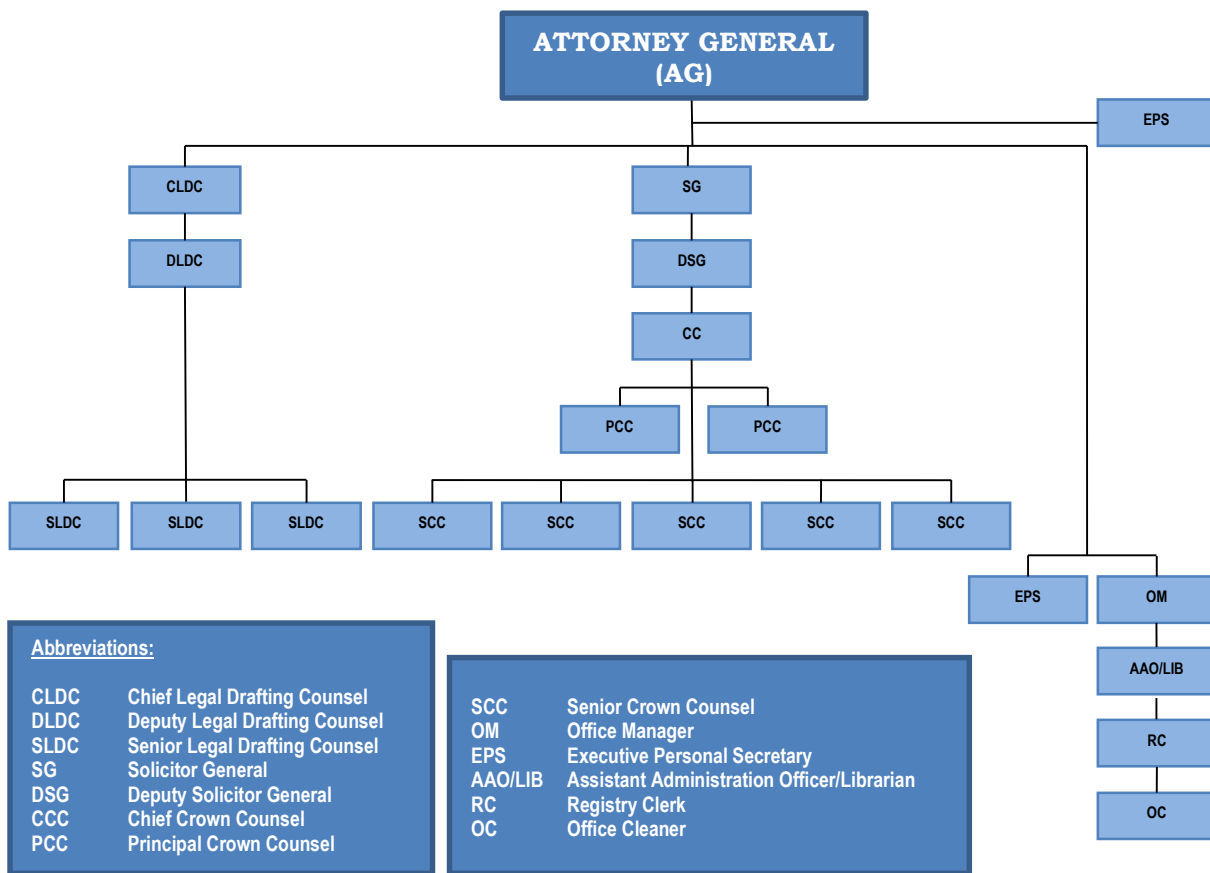 ATTORNEY GENERAL
(AG)
EPS
CLDC
SG
DLDC
DSG
CC
PCC PCC
SLDC SLDC SLDC SCC SCC SCC SCC SCC
EPS OM
AAO/LIB
RC
OC
Abbreviations:
CLDC Chief Legal Drafting Counsel
DLDC Deputy Legal Drafting Counsel
SLDC Senior Legal Drafting Counsel
SG Solicitor General
DSG Deputy Solicitor General
CCC Chief Crown Counsel
PCC Principal Crown Counsel
SCC Senior Crown Counsel
OM Office Manager
EPS Executive Personal Secretary
AAO/LIB Assistant Administration Officer/Librarian
RC Registry Clerk
OC Office Cleaner